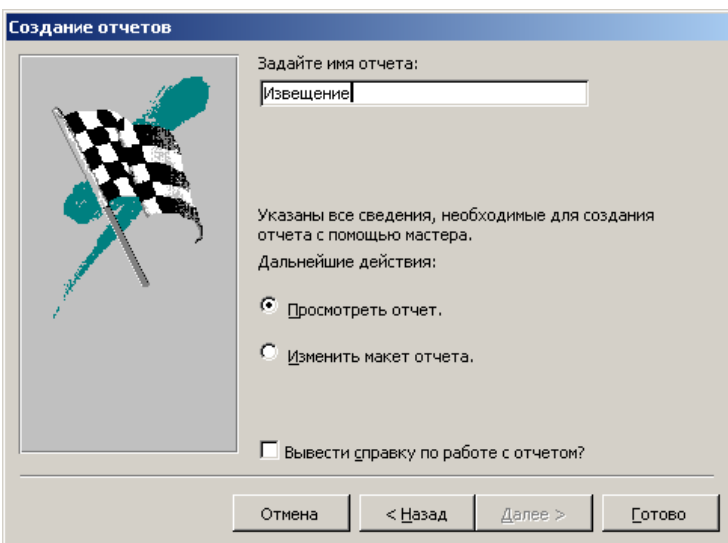 Создание отчетов
Задайте имя отчета:
Извещение
Указаны все сведения, необходимые для создания
отчета с помощью мастера.
Дальнейшие действия:
Просмотреть отчет.
Изменить макет отчета.
Вывести справку по работе с отчетом?
Отмена
< Назад
Далее >
Готово